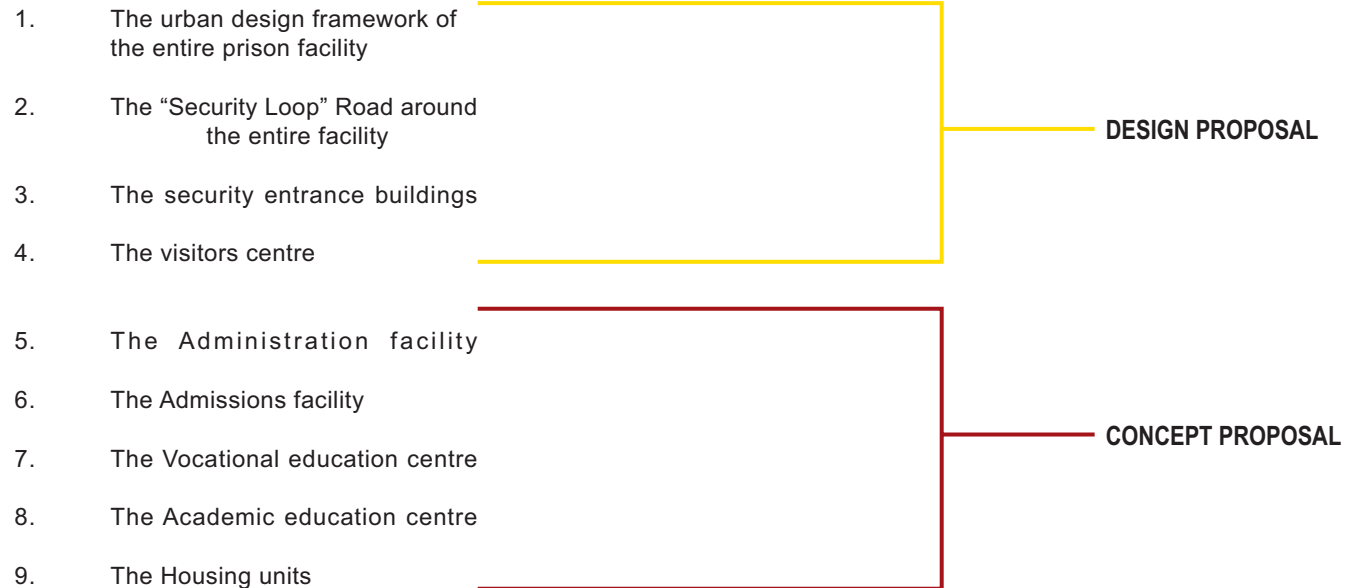 1. The urban design framework of
the entire prison facility
2. The “Security Loop” Road around
the entire facility
3. The security entrance buildings
4. The visitors centre
DESIGN PROPOSAL
5. The Administration facility
6. The Admissions facility
7. The Vocational education centre
8. The Academic education centre
9. The Housing units
CONCEPT PROPOSAL